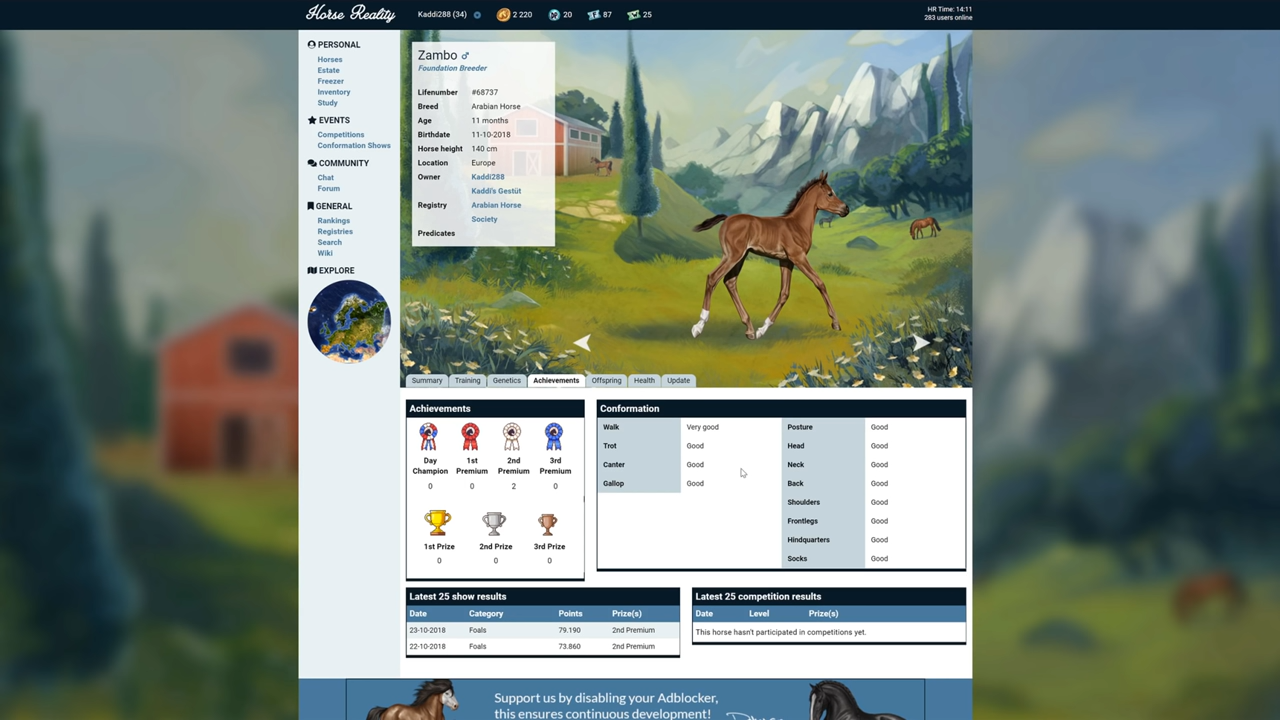 Horse Reality
Kaddi288 (34)
2 220
20
87
25
HR Time: 14:11
283 users online
PERSONAL
Horses
Estate
Freezer
Inventory
Study
EVENTS
Competitions
Conformation Shows
COMMUNITY
Chat
Forum
GENERAL
Rankings
Registries
Search
Wiki
EXPLORE
Zambo ♂
Foundation Breeder
Lifenumber #68737
Breed Arabian Horse
Age 11 months
Birthdate 11-10-2018
Horse height 140 cm
Location Europe
Owner Kaddi288
Kaddi's Gestüt
Registry Arabian Horse
Society
Predicates
Summary Training Genetics Achievements Offspring Health Update
Achievements
Day Champion 0
1st Premium 0
2nd Premium 2
3rd Premium 0
1st Prize 0
2nd Prize 0
3rd Prize 0
Conformation
Walk Very good
Trot Good
Canter Good
Gallop Good
Posture Good
Head Good
Neck Good
Back Good
Shoulders Good
Frontlegs Good
Hindquarters Good
Socks Good
Latest 25 show results
Date Category Points Prize(s)
23-10-2018 Foals 79.190 2nd Premium
22-10-2018 Foals 73.860 2nd Premium
Latest 25 competition results
Date Level Prize(s)
This horse hasn't participated in competitions yet.
Support us by disabling your Adblocker,
this ensures continuous development!